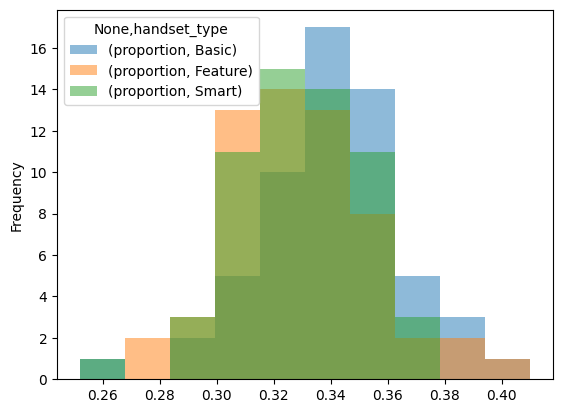 None,handset_type
(proportion, Basic)
(proportion, Feature)
(proportion, Smart)
Frequency
16
14
12
10
8
6
4
2
0
0.26 0.28 0.30 0.32 0.34 0.36 0.38 0.40